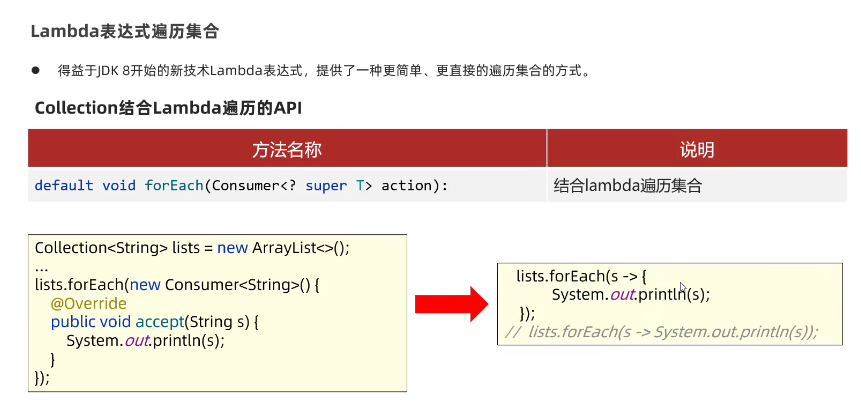 Lambda表达式遍历集合
● 得益于JDK 8开始的新技术Lambda表达式，提供了一种更简单、更直接的遍历集合的方式。
Collection结合Lambda遍历的API
方法名称 说明
default void forEach(Consumer<? super T> action): 结合lambda遍历集合
Collection<String> lists = new ArrayList<>();
...
lists.forEach(new Consumer<String>() {
@Override
public void accept(String s) {
System.out.println(s);
}
});
lists.forEach(s -> {
System.out.println(s);
});
// lists.forEach(s -> System.out.println(s));